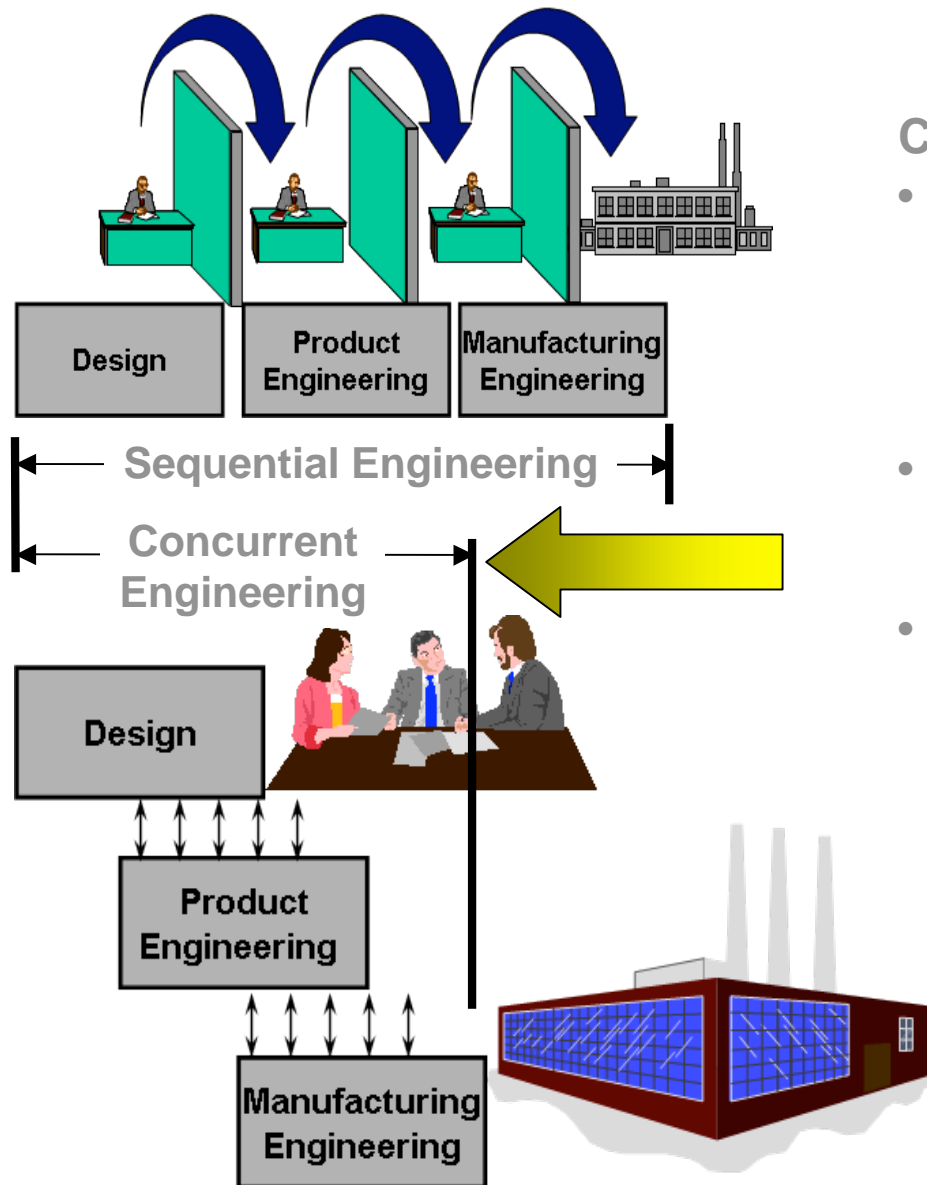 C
•
Design
Product
Engineering
Manufacturing
Engineering
Sequential Engineering
•
Concurrent
Engineering
•
Design
Product
Engineering
Manufacturing
Engineering